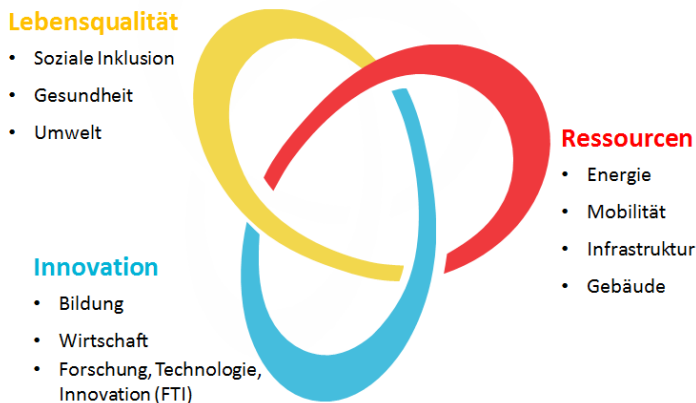 Lebensqualität
• Soziale Inklusion
• Gesundheit
• Umwelt
Ressourcen
• Energie
• Mobilität
• Infrastruktur
• Gebäude
Innovation
• Bildung
• Wirtschaft
• Forschung, Technologie,
Innovation (FTI)